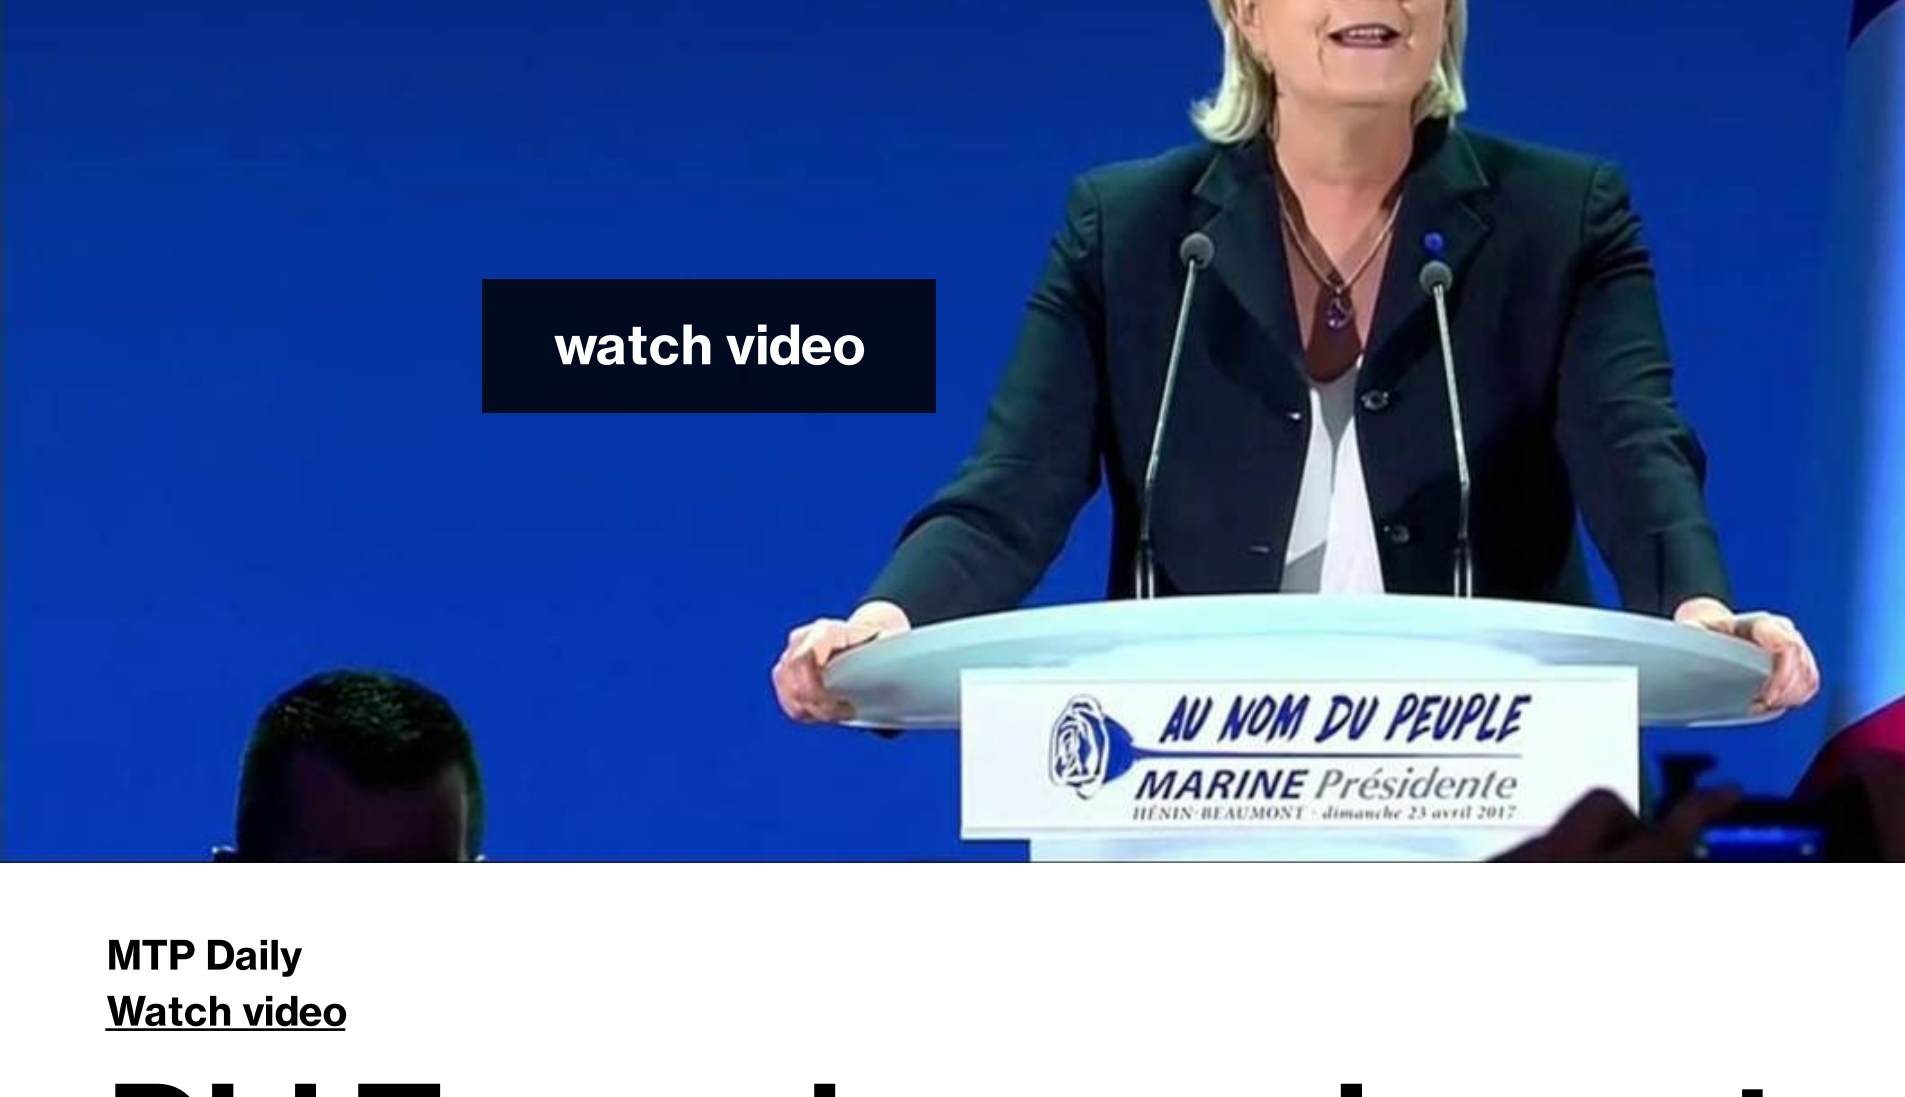 watch video
AU NOM DU PEUPLE
MARINE Présidente
HÉNIN-BEAUMONT · dimanche 23 avril 2017
MTP Daily
Watch video